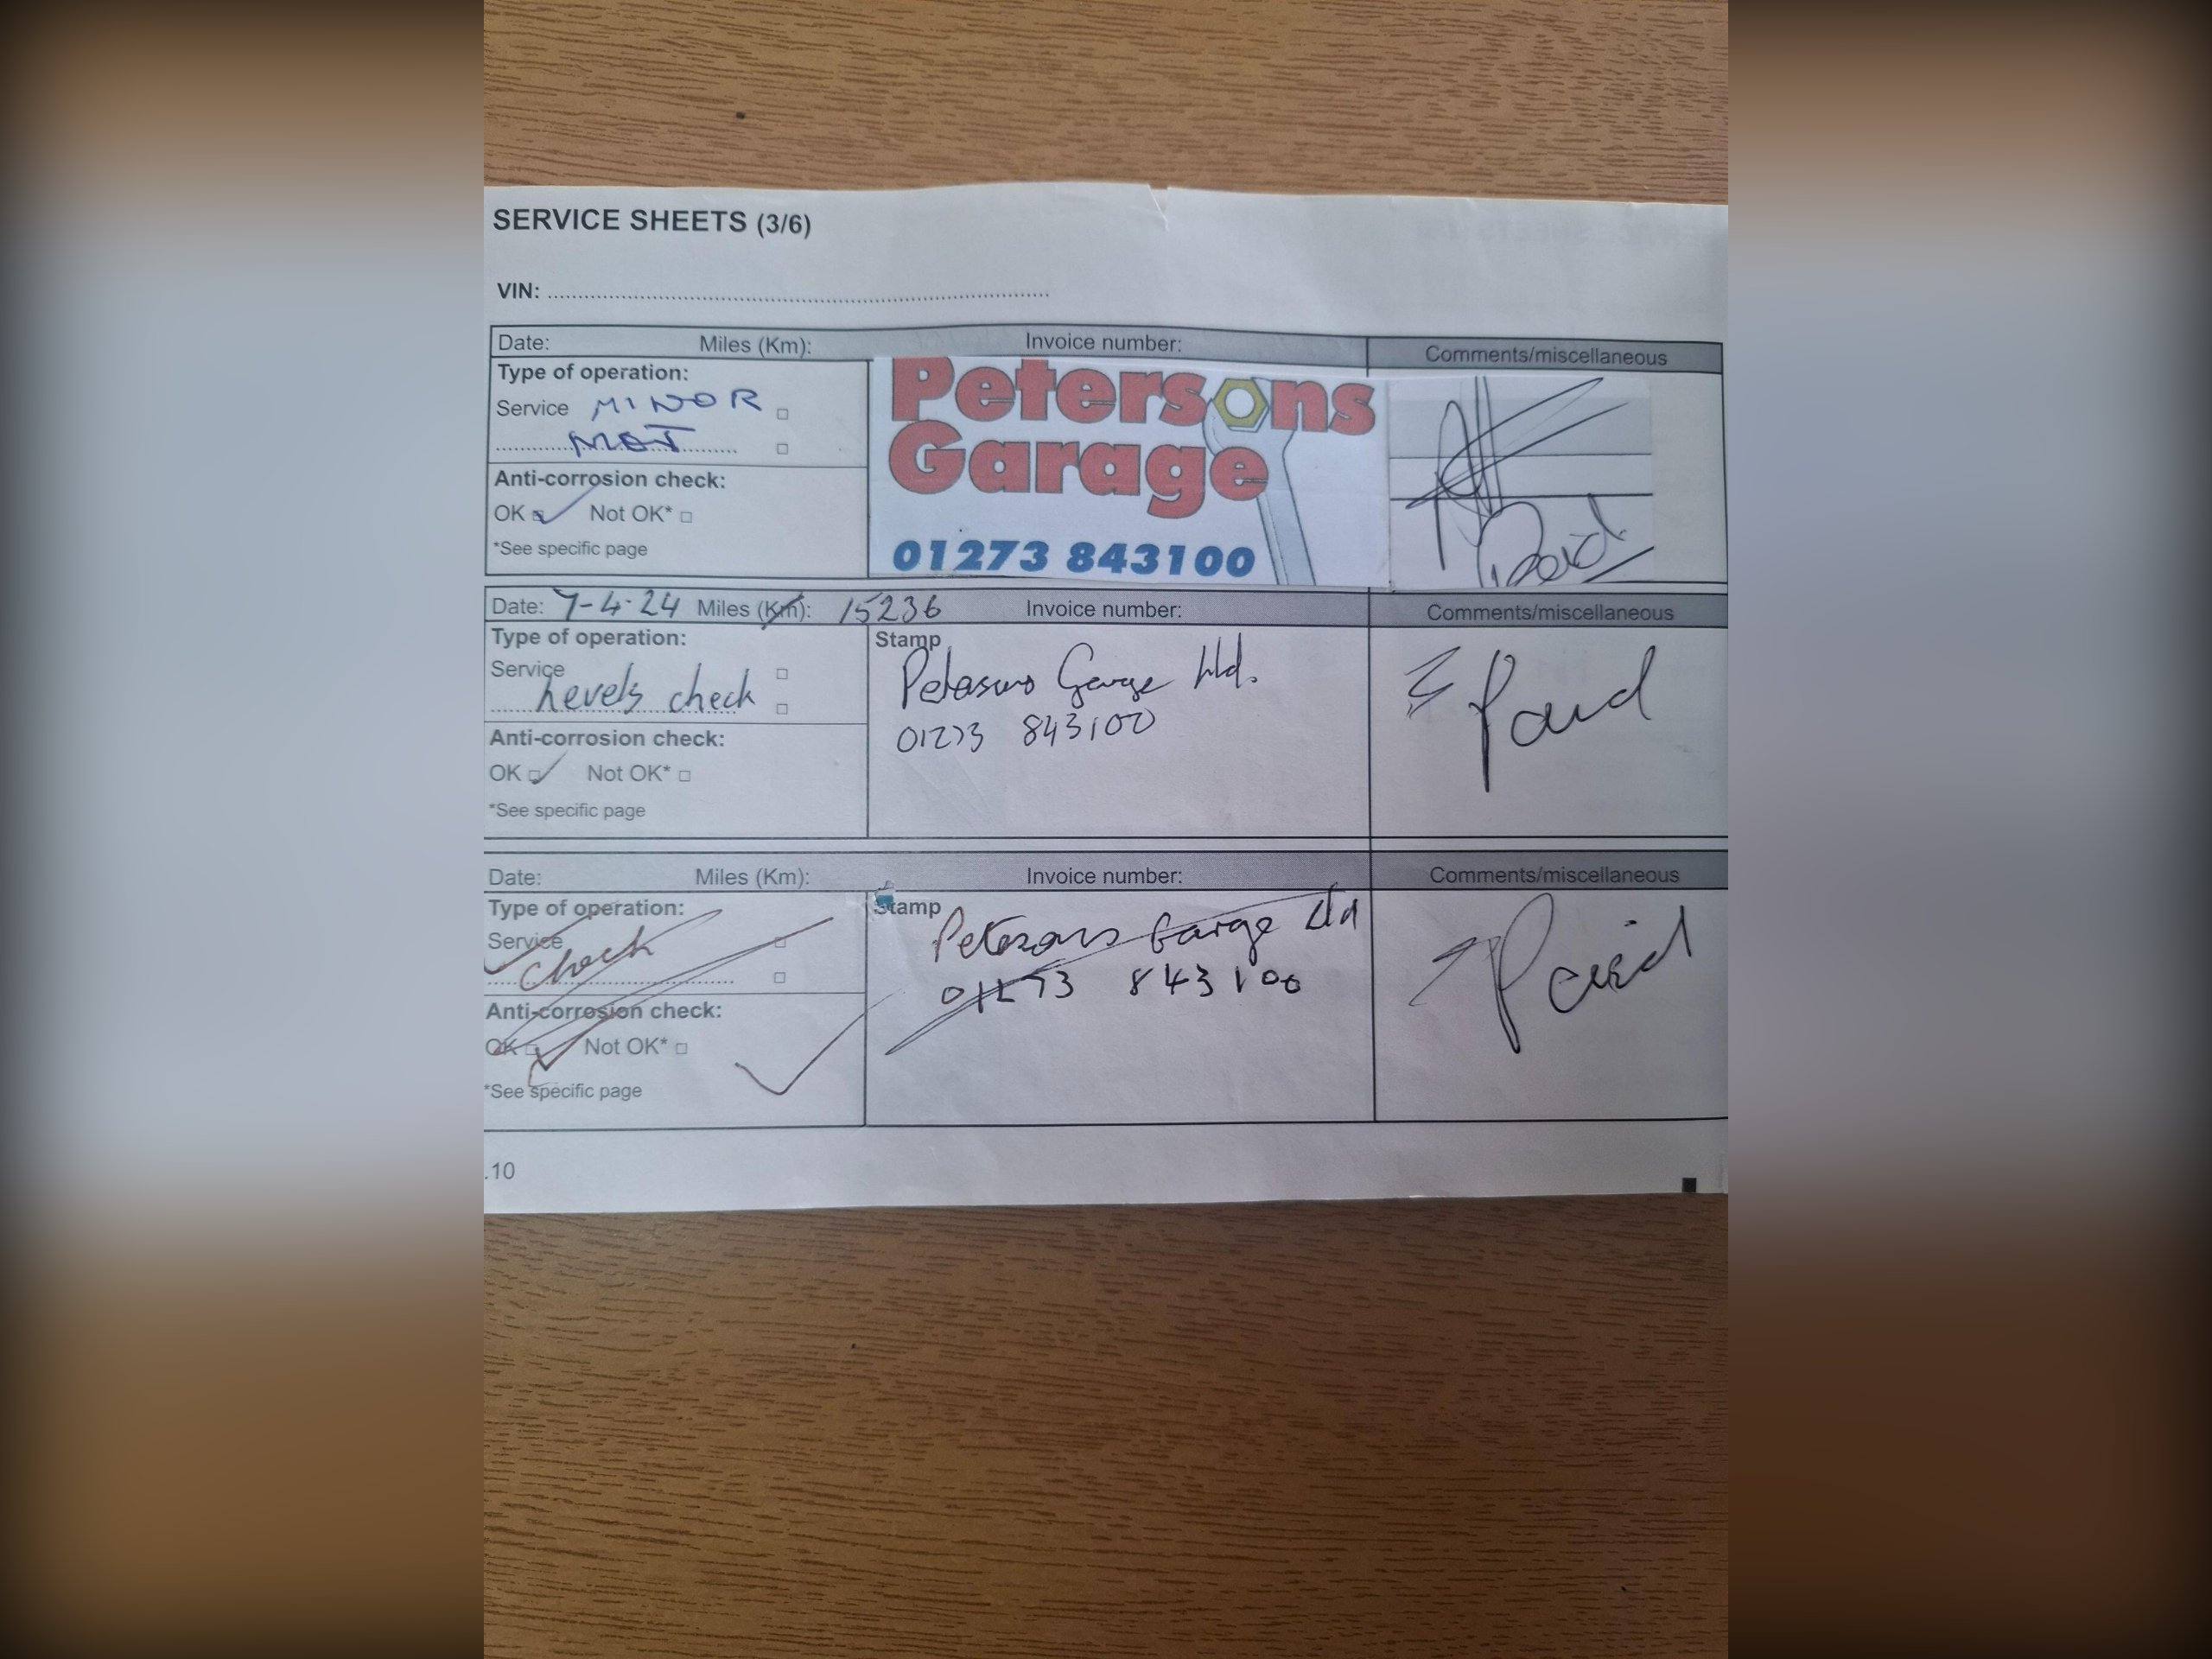 SERVICE SHEETS (3/6)
VIN:
Date: Miles (Km): Invoice number: Comments/miscellaneous
Type of operation:
Service MINOR
MOT
Anti-corrosion check:
OK Not OK*
*See specific page
Petersons
Garage
01273 843100
Paid
Date: 7-4-24 Miles (Km): 15236 Invoice number: Comments/miscellaneous
Type of operation:
Service
Levels check
Anti-corrosion check:
OK Not OK*
*See specific page
Stamp
Petersons Garage Ltd.
01273 843100
Paid
Date: Miles (Km): Invoice number: Comments/miscellaneous
Type of operation:
Service
check
Anti-corrosion check:
OK Not OK*
*See specific page
Stamp
Petersons Garage Ltd
01273 843100
Paid
.10